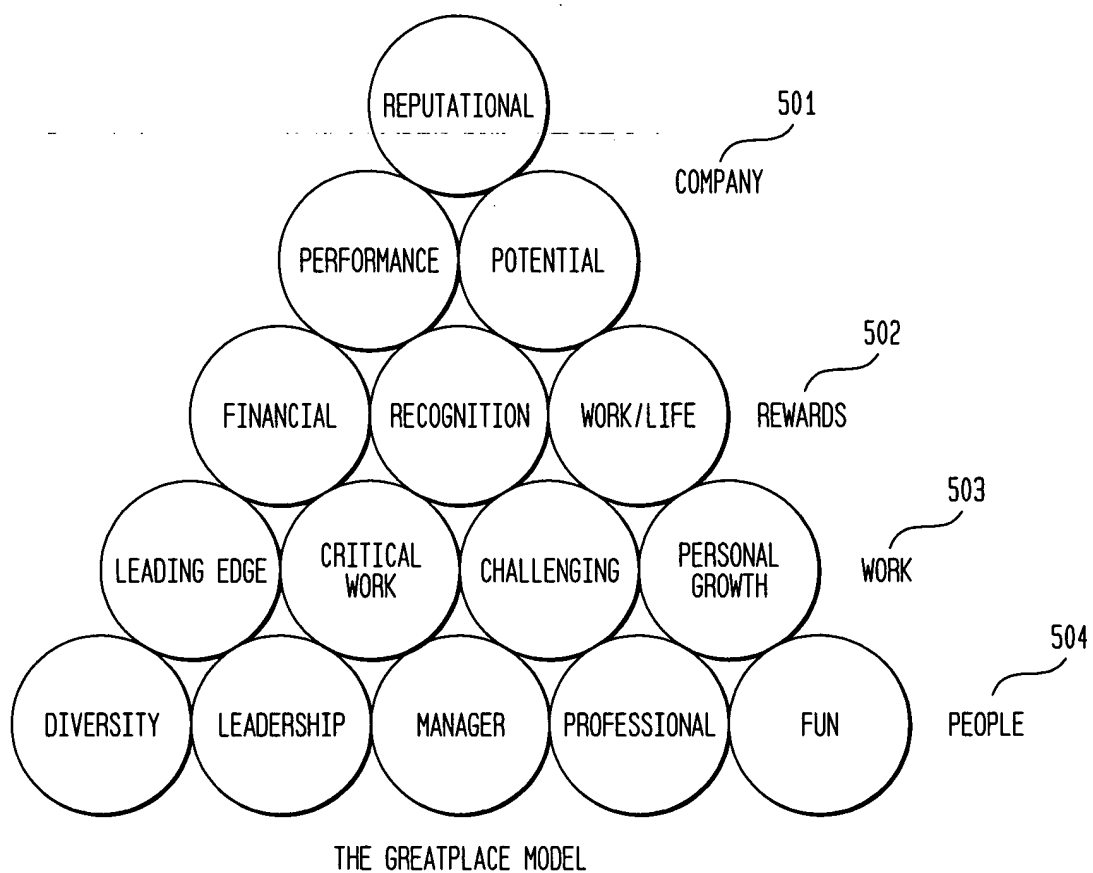 REPUTATIONAL
501
COMPANY
PERFORMANCE
POTENTIAL
502
FINANCIAL
RECOGNITION
WORK/LIFE
REWARDS
503
LEADING EDGE
CRITICAL
WORK
CHALLENGING
PERSONAL
GROWTH
WORK
504
DIVERSITY
LEADERSHIP
MANAGER
PROFESSIONAL
FUN
PEOPLE
THE GREATPLACE MODEL